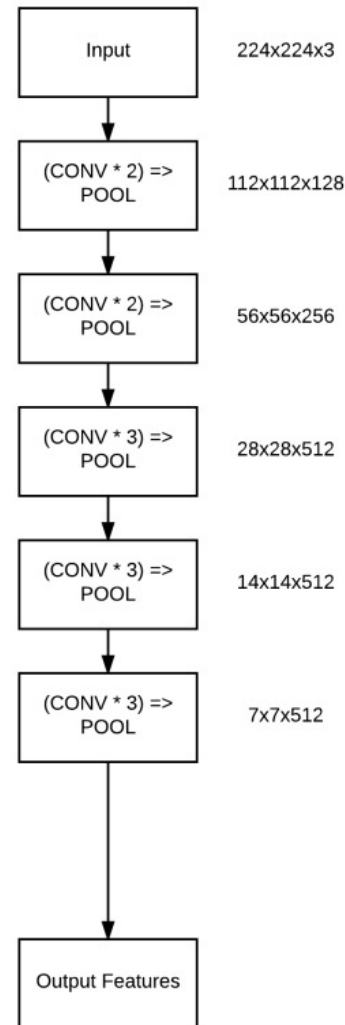 Input
224x224x3
(CONV * 2) =>
POOL
112x112x128
(CONV * 2) =>
POOL
56x56x256
(CONV * 3) =>
POOL
28x28x512
(CONV * 3) =>
POOL
14x14x512
(CONV * 3) =>
POOL
7x7x512
Output Features